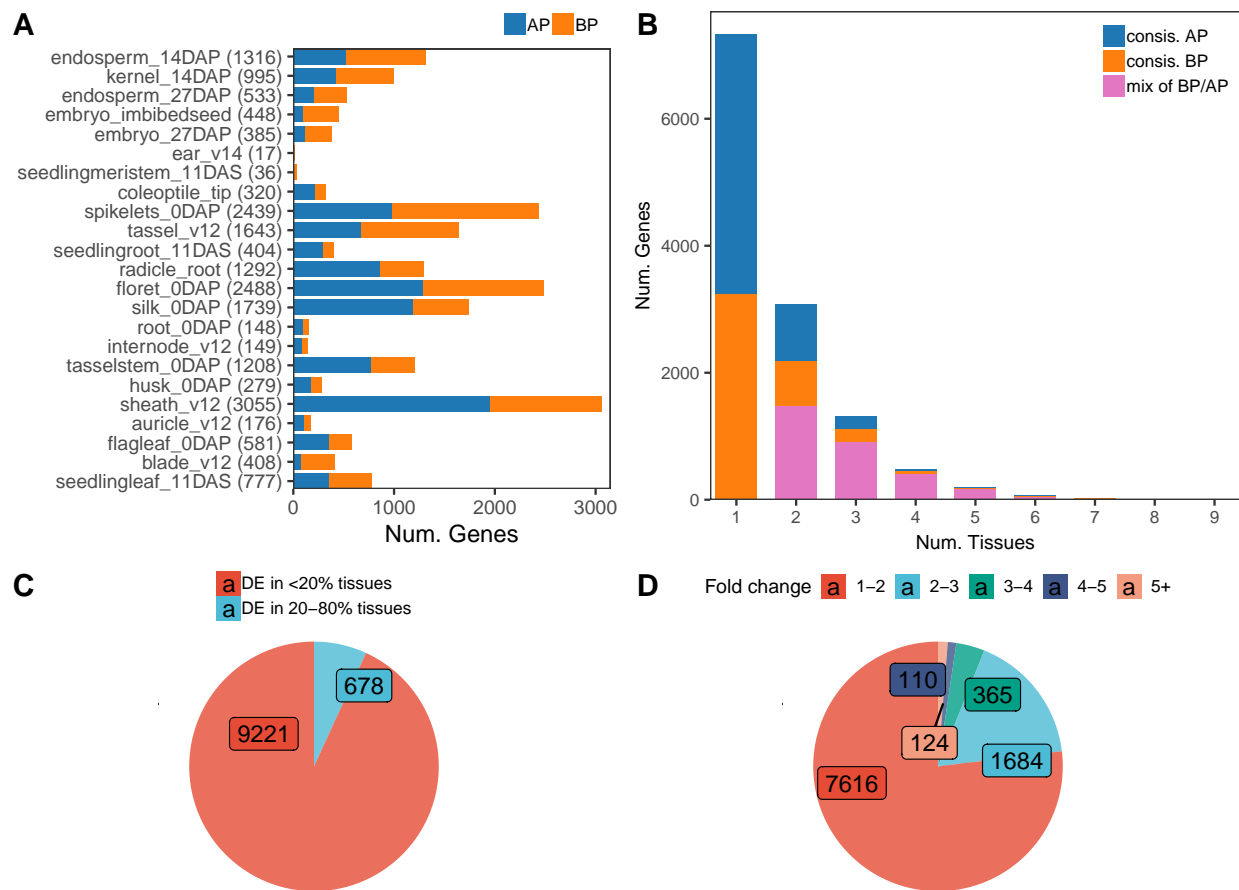 A
AP BP
endosperm_14DAP (1316)
kernel_14DAP (995)
endosperm_27DAP (533)
embryo_imbibedseed (448)
embryo_27DAP (385)
ear_v14 (17)
seedlingmeristem_11DAS (36)
coleoptile_tip (320)
spikelets_0DAP (2439)
tassel_v12 (1643)
seedlingroot_11DAS (404)
radicle_root (1292)
floret_0DAP (2488)
silk_0DAP (1739)
root_0DAP (148)
internode_v12 (149)
tasselstem_0DAP (1208)
husk_0DAP (279)
sheath_v12 (3055)
auricle_v12 (176)
flagleaf_0DAP (581)
blade_v12 (408)
seedlingleaf_11DAS (777)
0 1000 2000 3000
Num. Genes
B
consis. AP
consis. BP
mix of BP/AP
Num. Genes
6000
4000
2000
0
1 2 3 4 5 6 7 8 9
Num. Tissues
C
a DE in <20% tissues
a DE in 20−80% tissues
678
9221
D
Fold change a 1−2 a 2−3 a 3−4 a 4−5 a 5+
110
365
124
1684
7616